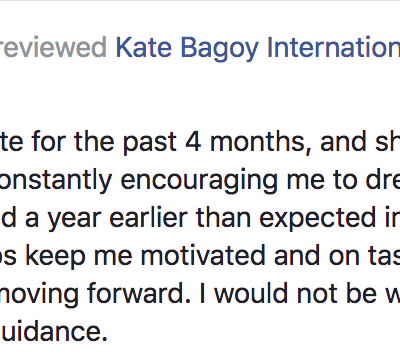 reviewed Kate Bagoy Internation
te for the past 4 months, and sh
onstantly encouraging me to dre
d a year earlier than expected in
ps keep me motivated and on tas
moving forward. I would not be w
uidance.